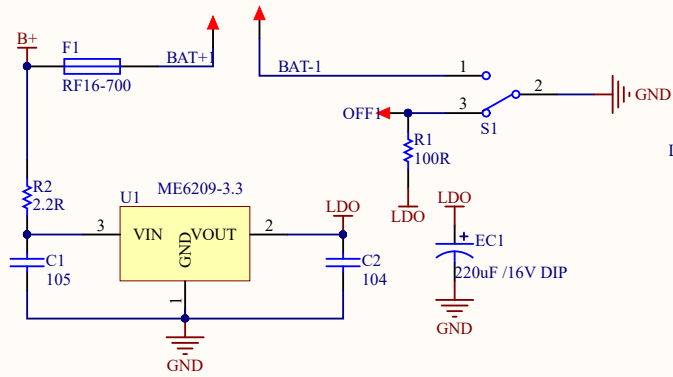 B+
F1
RF16-700
BAT+1
BAT-1
1
2
GND
OFF1
3
S1
R1
100R
R2
2.2R
U1
ME6209-3.3
LDO
LDO
LDO
3
VIN
GND
VOUT
2
EC1
C1
105
C2
104
220uF /16V DIP
1
GND
GND